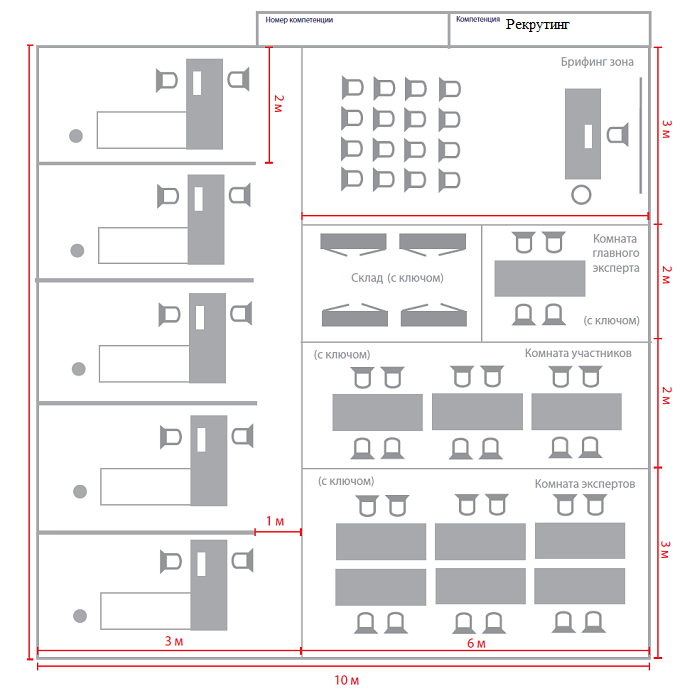 Номер компетенции
Компетенция Рекрутинг
Брифинг зона
2 м
3 м
Комната
главного
эксперта
Склад (с ключом)
2 м
(с ключом)
(с ключом)
Комната участников
2 м
(с ключом)
Комната экспертов
1 м
3 м
3 м
6 м
10 м